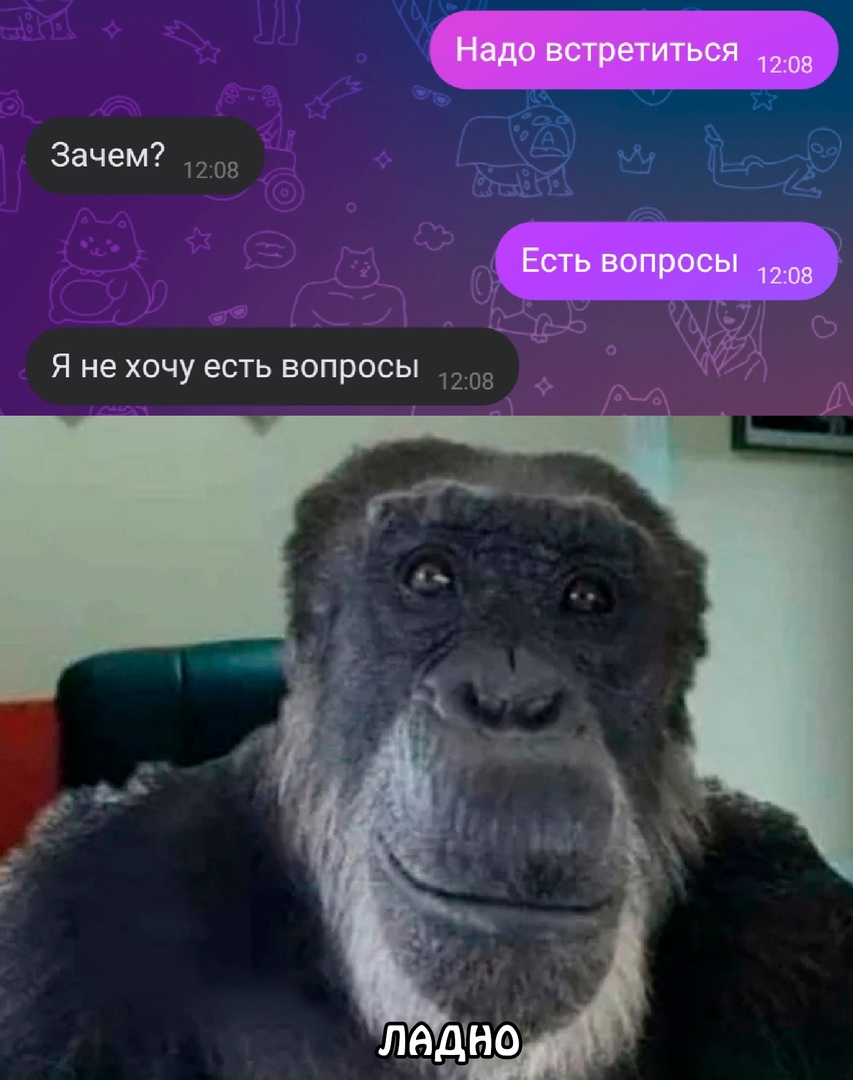 Надо встретиться 12:08
Зачем? 12:08
Есть вопросы 12:08
Я не хочу есть вопросы 12:08
ЛАДНО